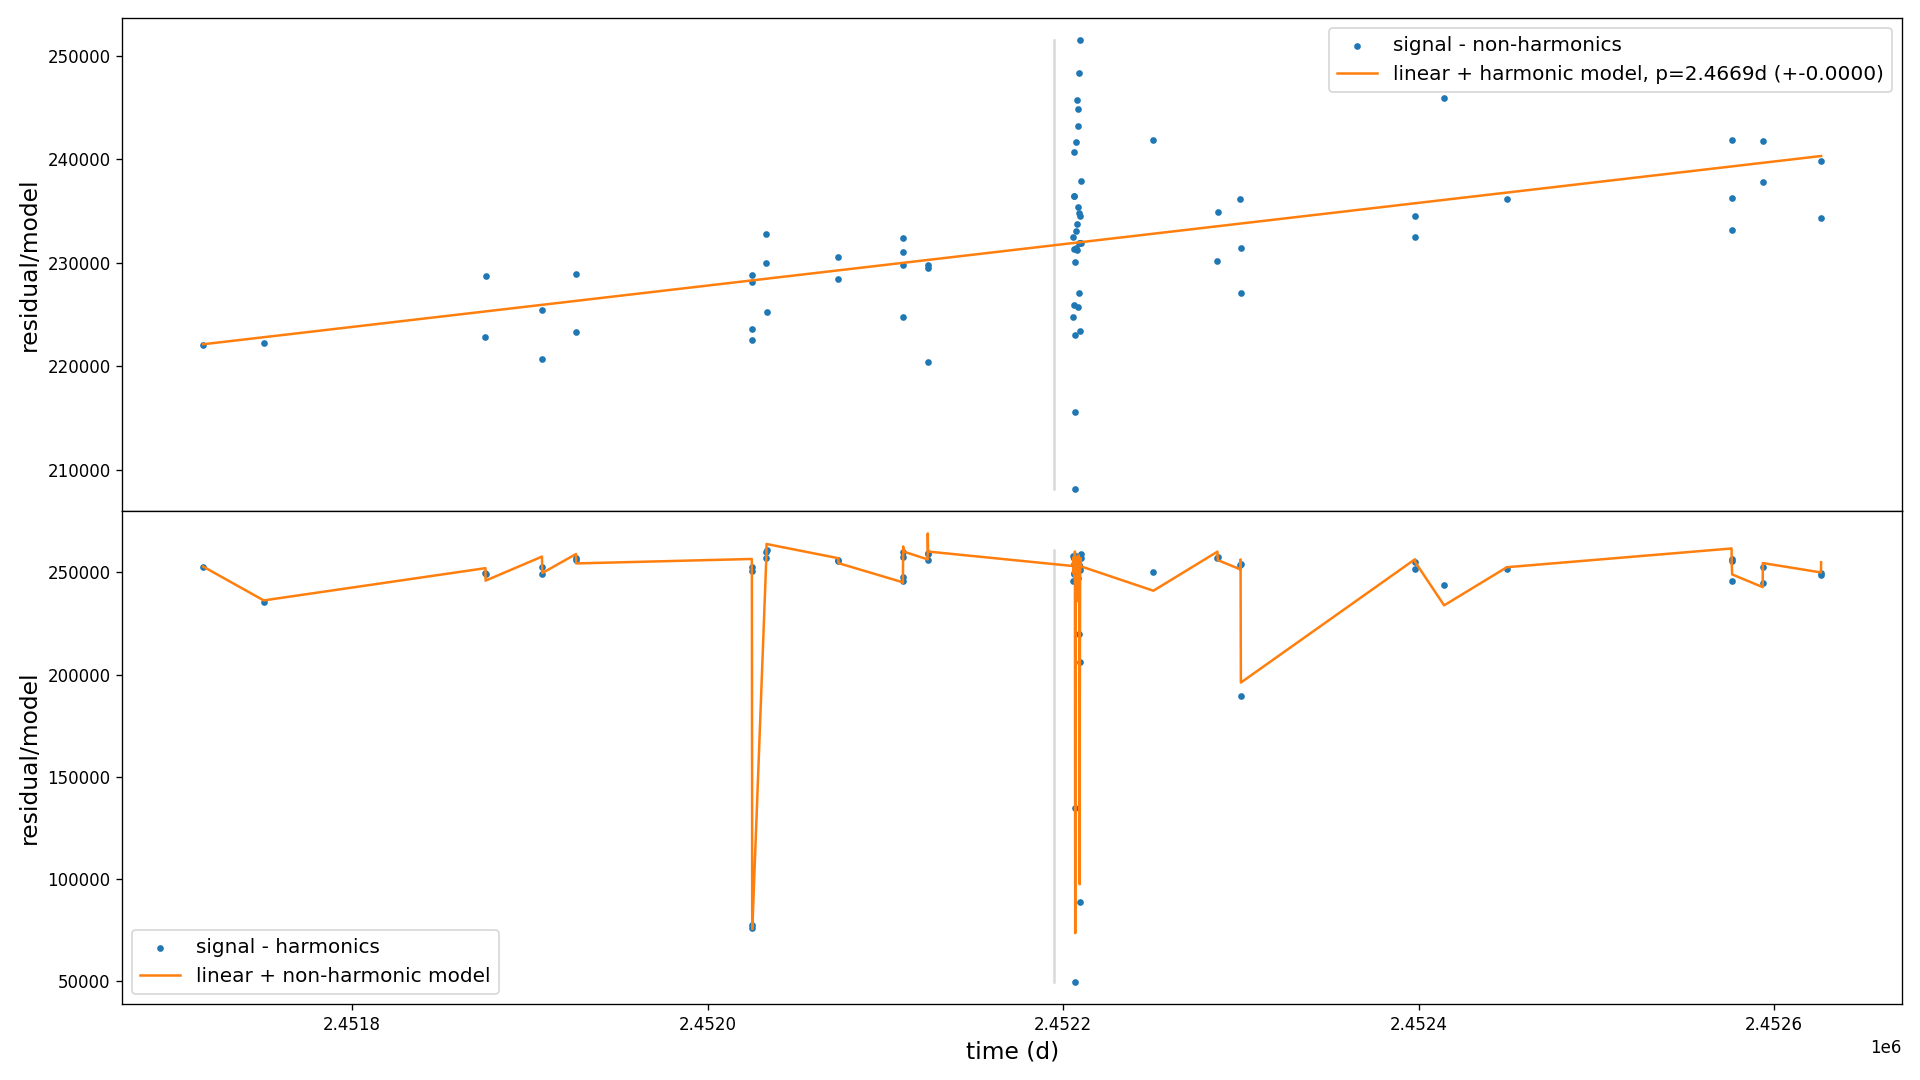 250000
240000
230000
220000
210000
residual/model
signal - non-harmonics
linear + harmonic model, p=2.4669d (+-0.0000)
250000
200000
150000
100000
50000
residual/model
signal - harmonics
linear + non-harmonic model
2.4518
2.4520
2.4522
2.4524
2.4526
1e6
time (d)